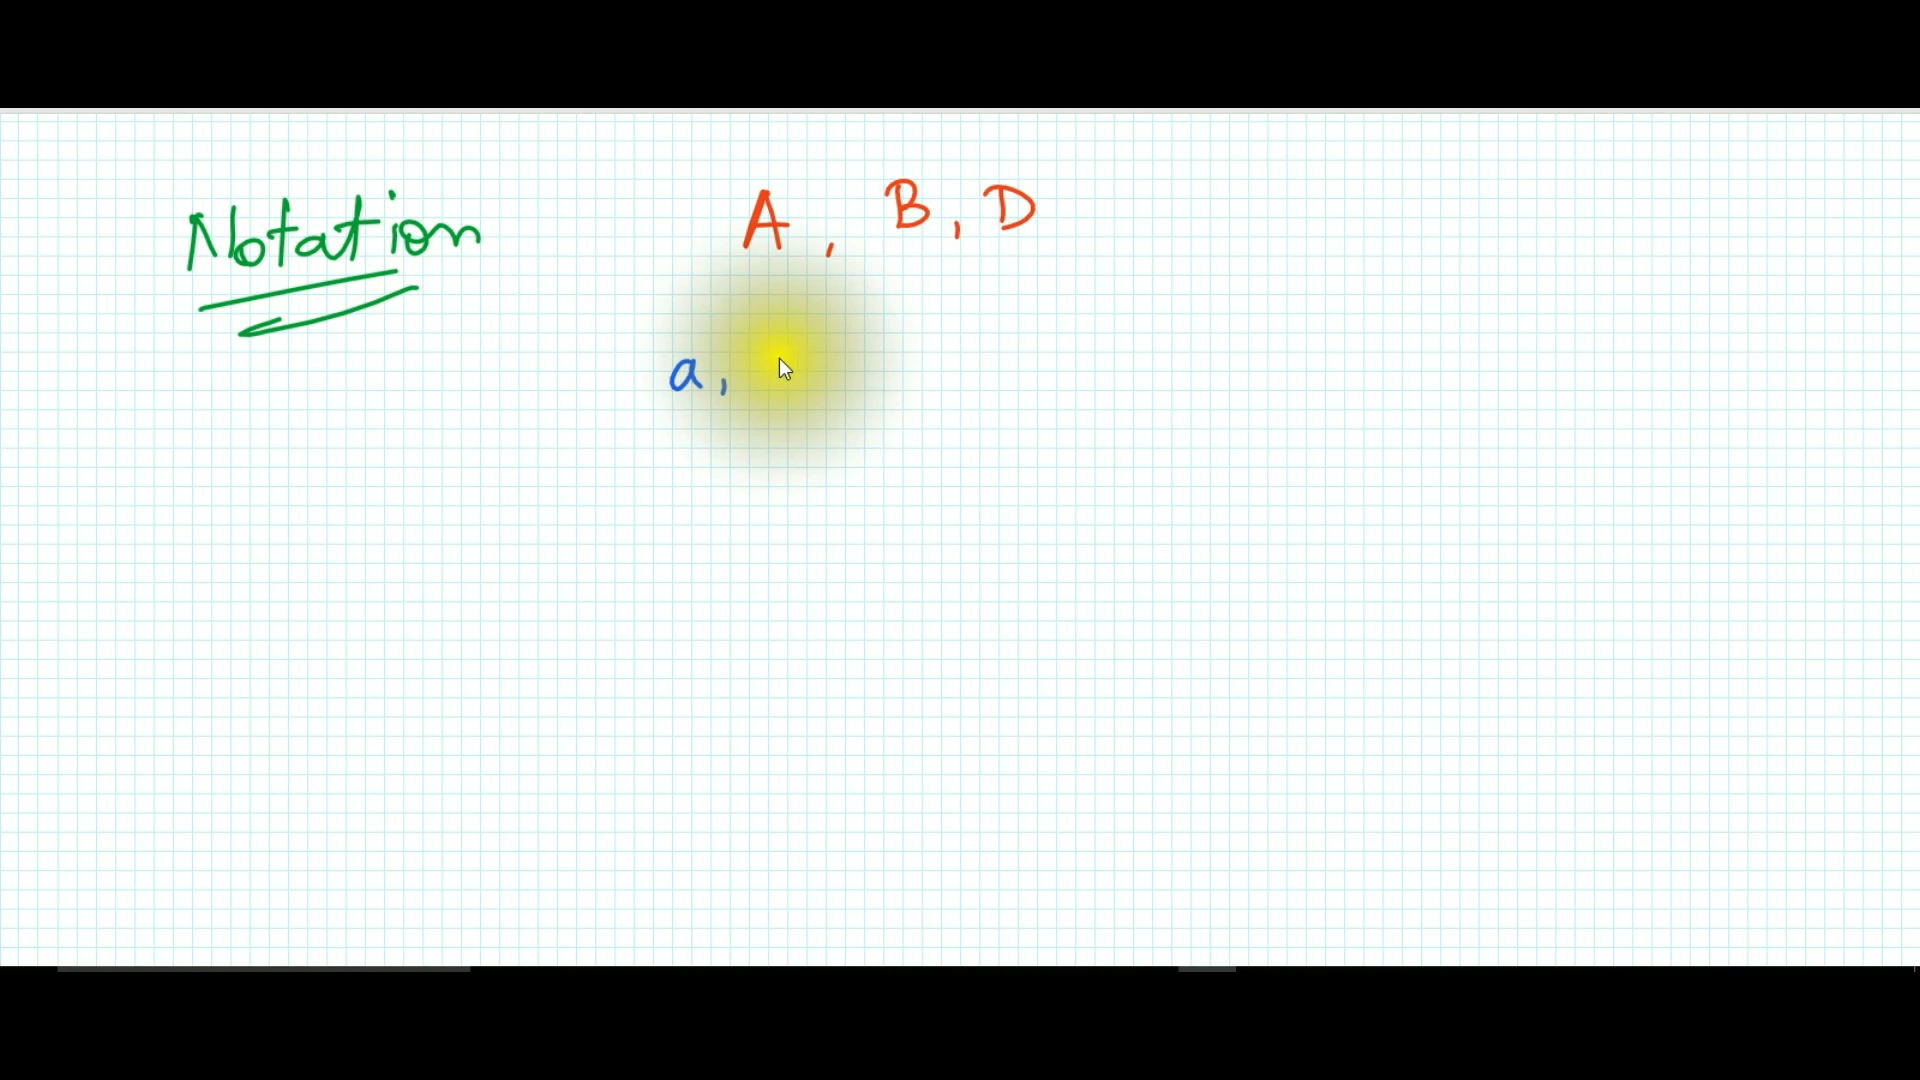 Notation
A, B, D
a,